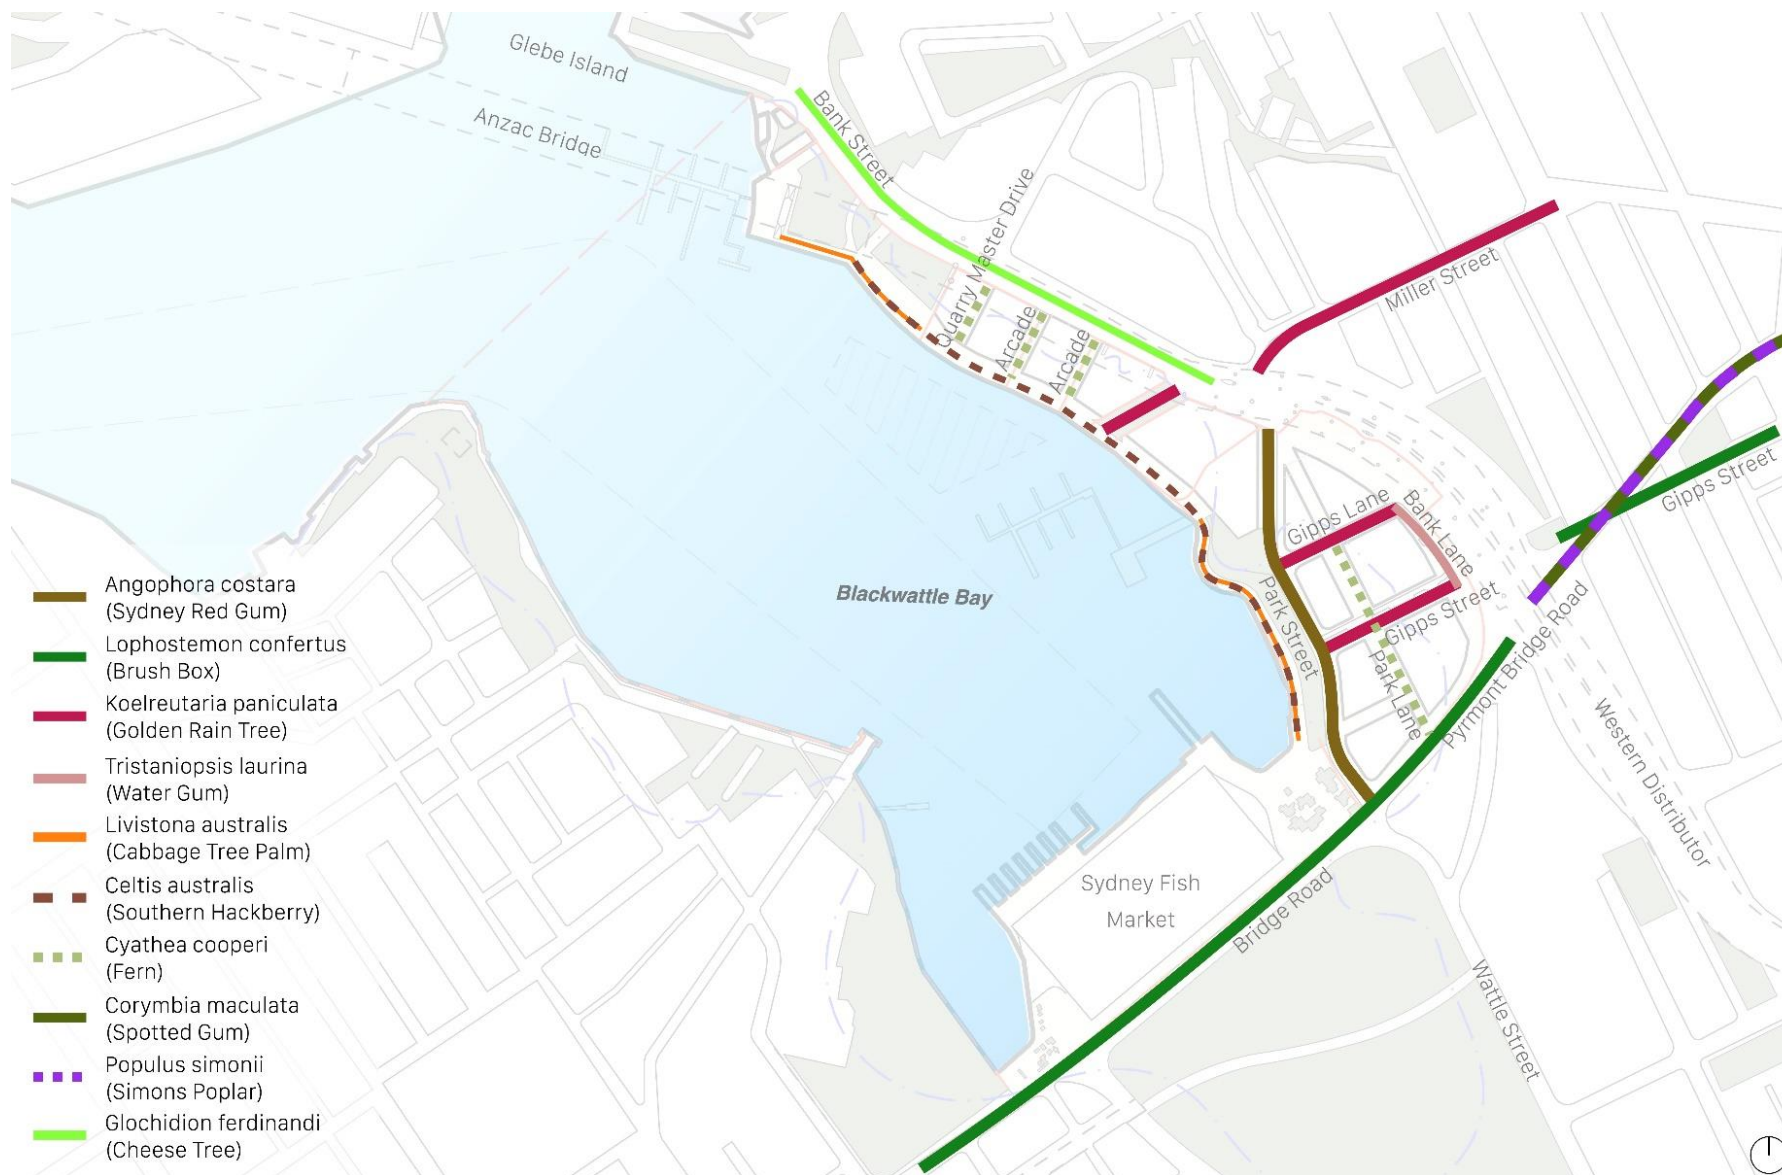 Glebe Island
Anzac Bridge
Bank Street
Quarry Master Drive
Arcade
Arcade
Miller Street
Gipps Street
Gipps Lane
Bank Lane
Gipps Street
Park Street
Park Lane
Pyrmont Bridge Road
Western Distributor
Blackwattle Bay
Sydney Fish
Market
Bridge Road
Wattle Street
Angophora costara
(Sydney Red Gum)
Lophostemon confertus
(Brush Box)
Koelreutaria paniculata
(Golden Rain Tree)
Tristaniopsis laurina
(Water Gum)
Livistona australis
(Cabbage Tree Palm)
Celtis australis
(Southern Hackberry)
Cyathea cooperi
(Fern)
Corymbia maculata
(Spotted Gum)
Populus simonii
(Simons Poplar)
Glochidion ferdinandi
(Cheese Tree)